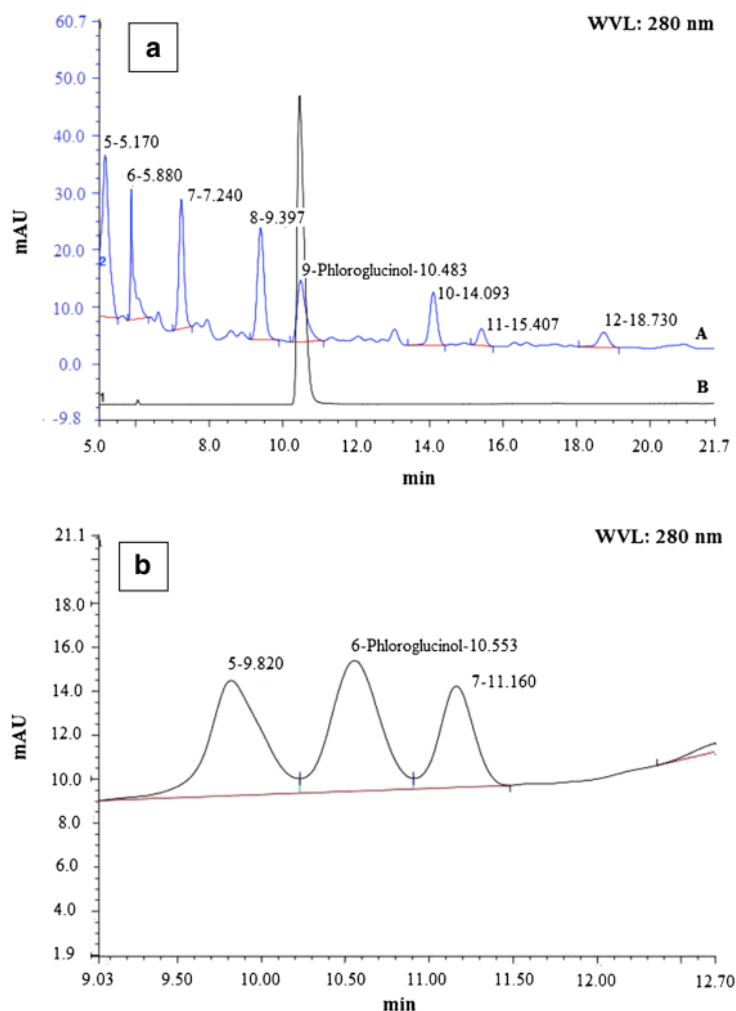 60.7
a
WVL: 280 nm
50.0
40.0
5-5.170
6-5.880
30.0
7-7.240
8-9.397
mAU
20.0
2
9-Phloroglucinol-10.483
10-14.093
10.0
11-15.407
12-18.730
A
0.0
1
B
-9.8
5.0 8.0 10.0 12.0 14.0 16.0 18.0 20.0 21.7
min
21.1
b
WVL: 280 nm
18.0
16.0
5-9.820
6-Phloroglucinol-10.553
7-11.160
14.0
mAU
12.0
10.0
8.0
6.0
4.0
1.9
9.03 9.50 10.00 10.50 11.00 11.50 12.00 12.70
min